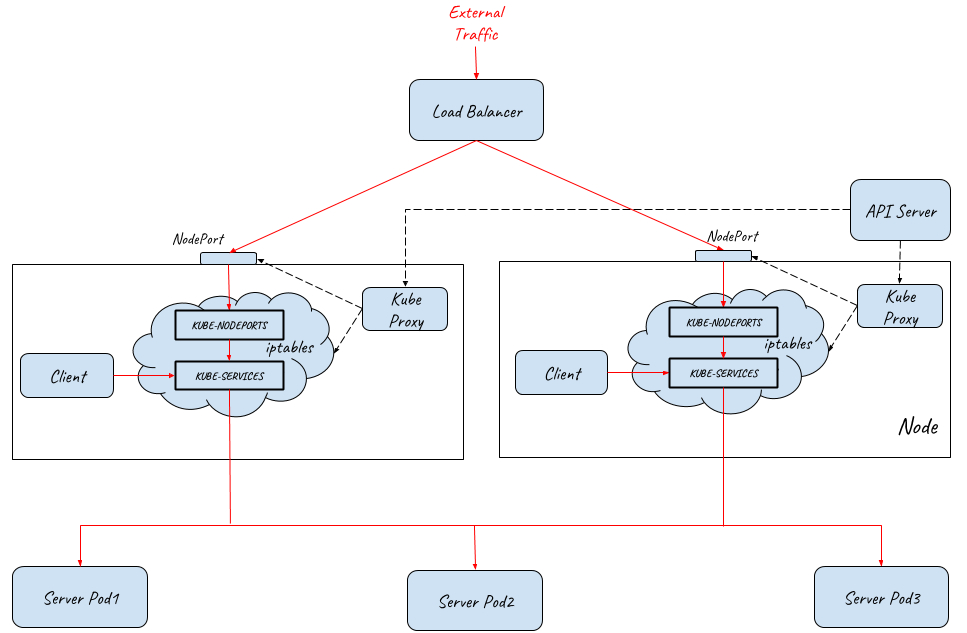 External
Traffic
Load Balancer
API Server
NodePort
NodePort
Kube
Proxy
Kube
Proxy
KUBE-NODEPORTS
KUBE-NODEPORTS
iptables
iptables
Client
KUBE-SERVICES
Client
KUBE-SERVICES
Node
Server Pod1
Server Pod2
Server Pod3